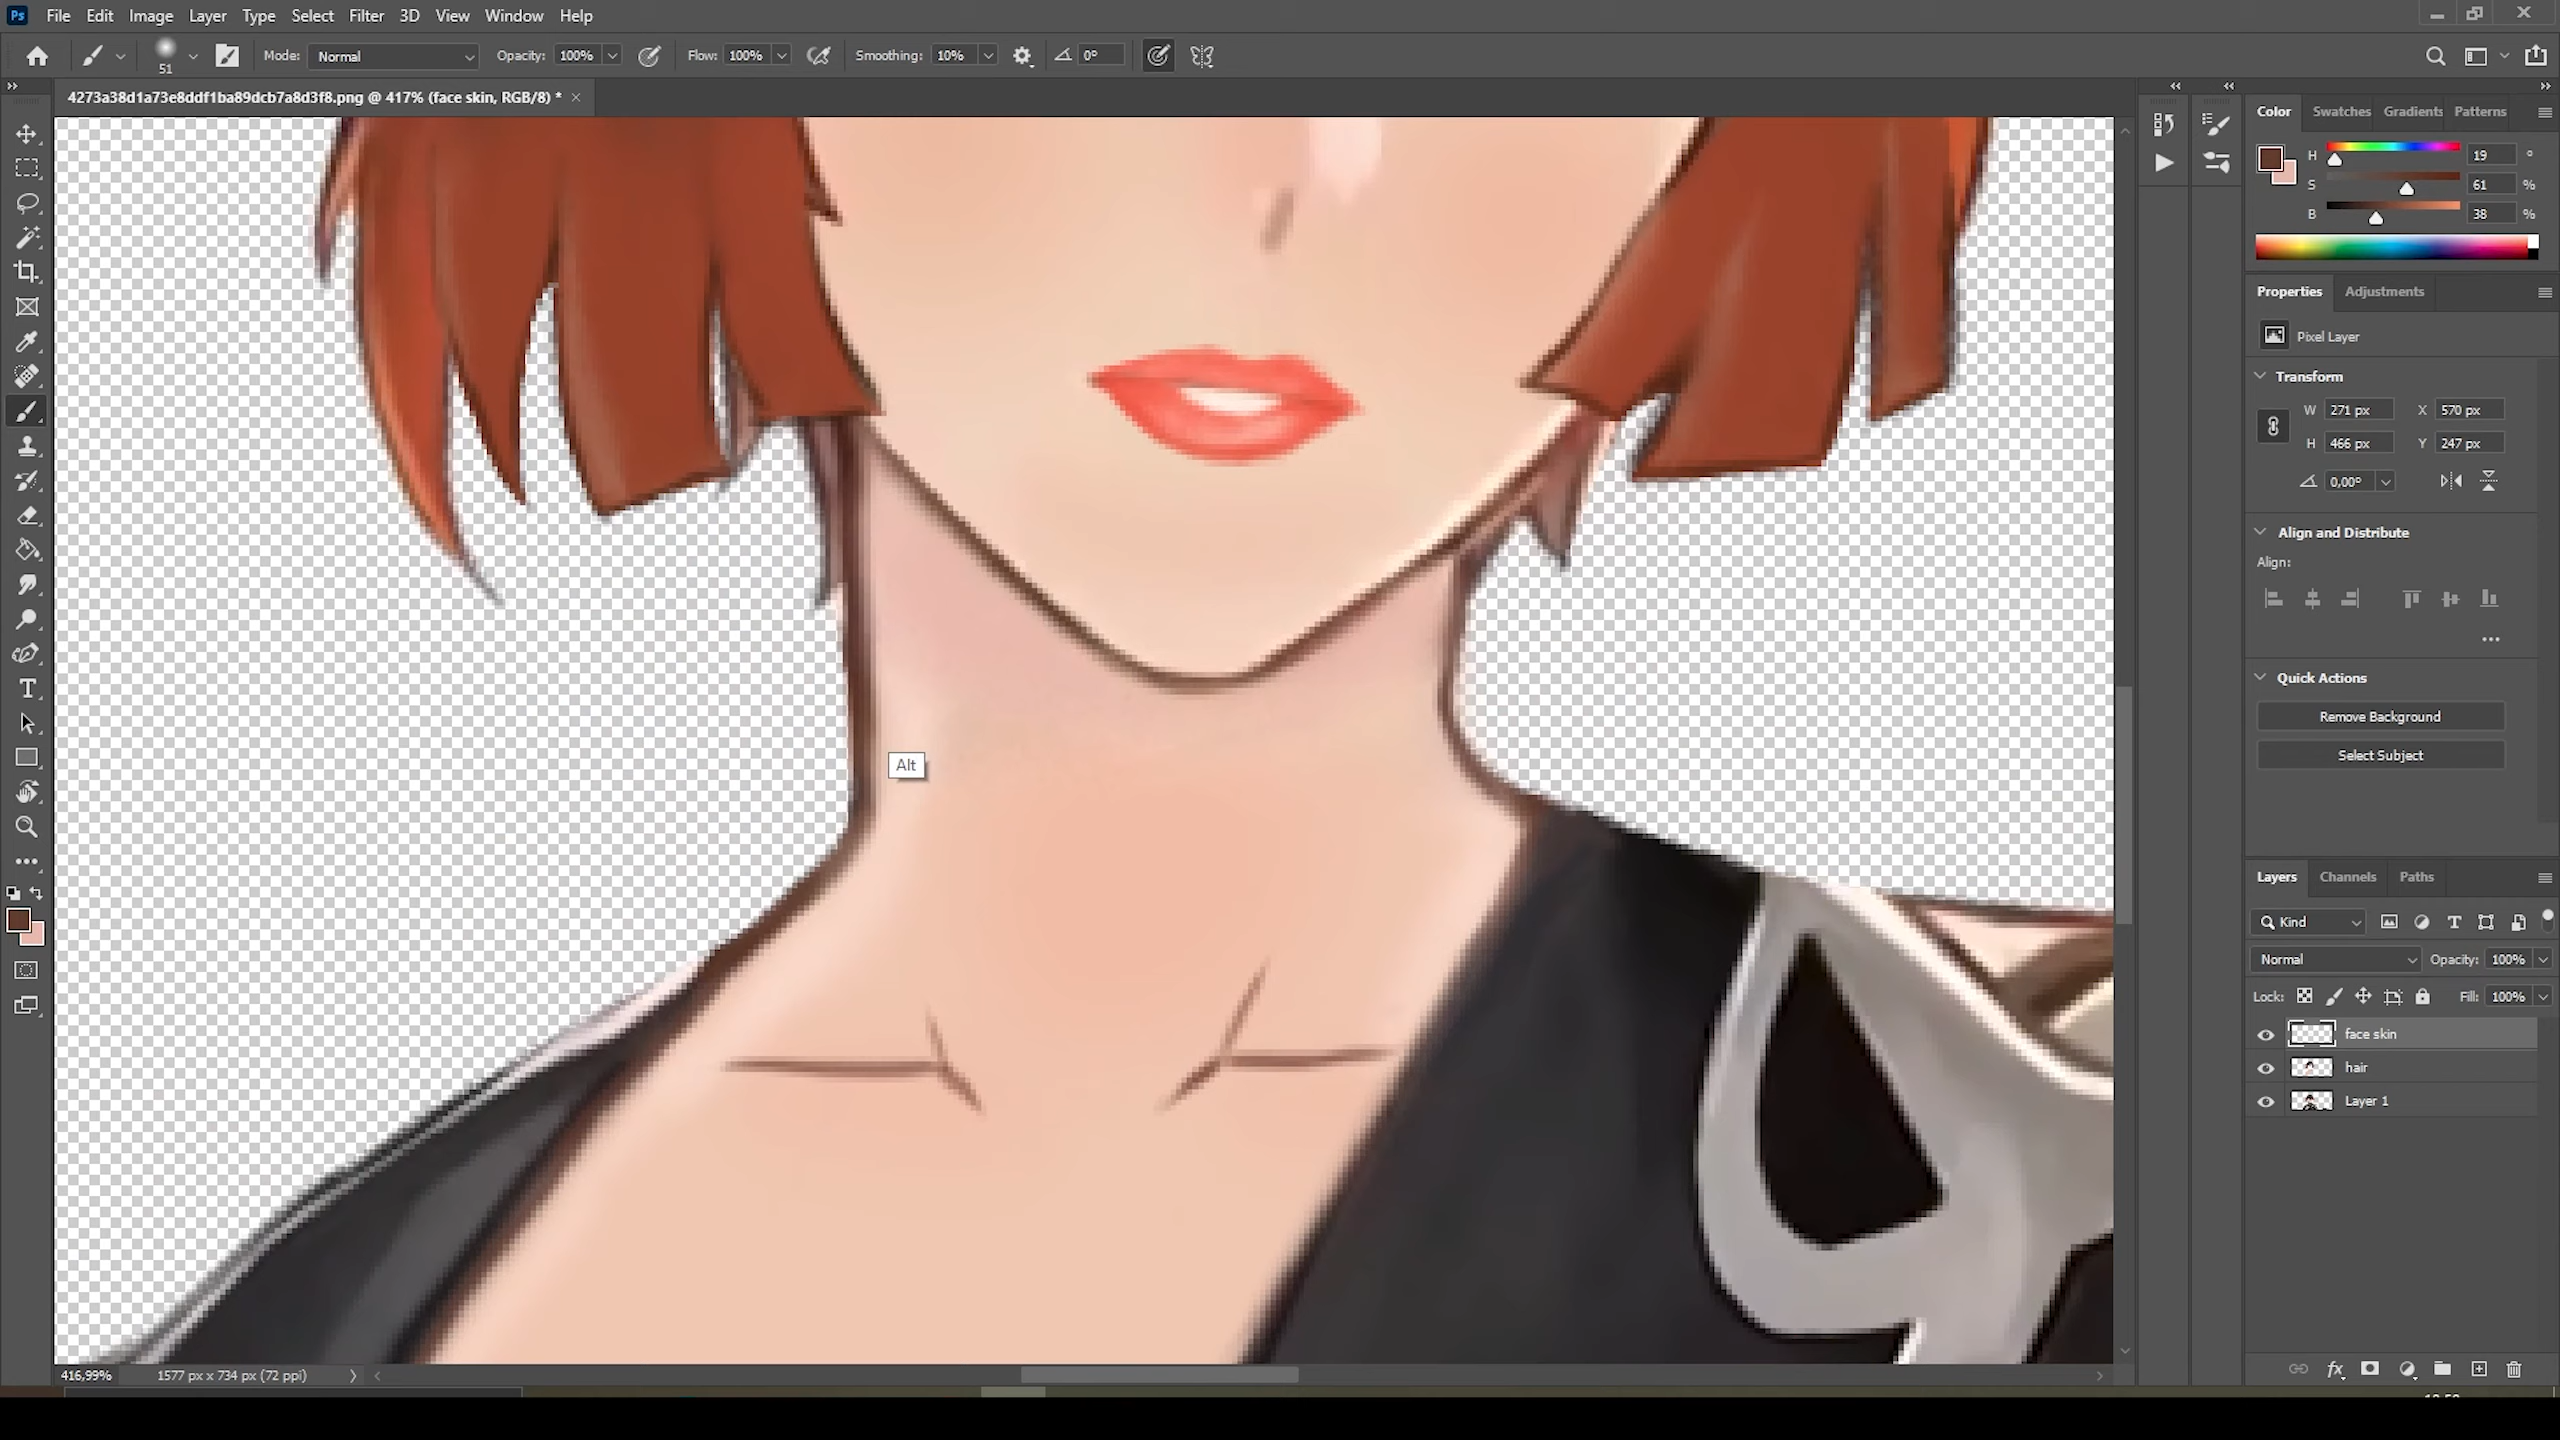 Ps File Edit Image Layer Type Select Filter 3D View Window Help
51 Mode: Normal Opacity: 100% Flow: 100% Smoothing: 10% 0°
4273a38d1a73e8ddf1ba89dcb7a8d3f8.png @ 417% (face skin, RGB/8) *
Color Swatches Gradients Patterns
H 19 °
S 61 %
B 38 %
Properties Adjustments
Pixel Layer
Transform
W 271 px X 570 px
H 466 px Y 247 px
0,00°
Align and Distribute
Align:
Quick Actions
Remove Background
Select Subject
Alt
Layers Channels Paths
Kind
Normal Opacity: 100%
Lock: Fill: 100%
face skin
hair
Layer 1
416,99% 1577 px x 734 px (72 ppi)